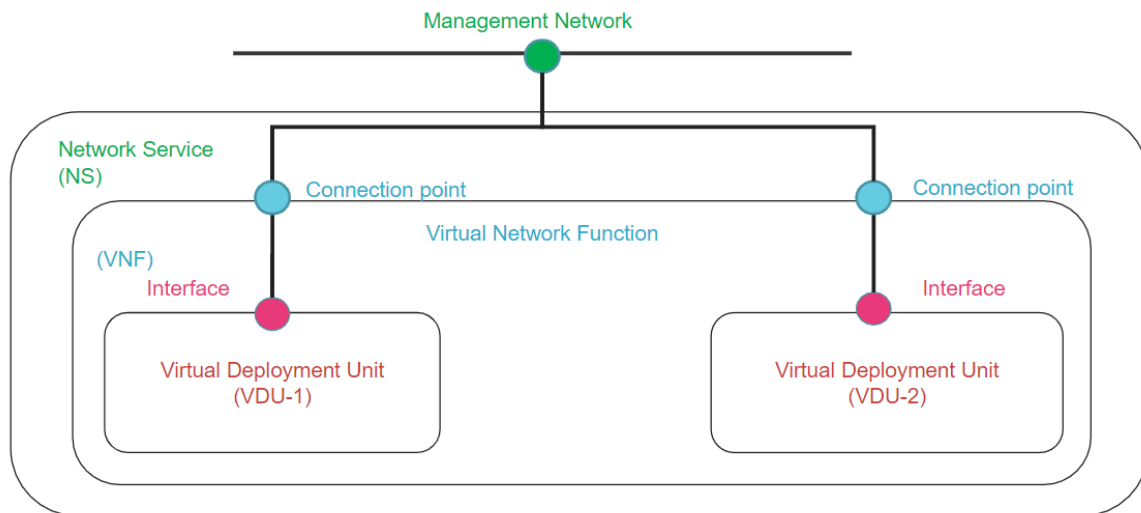 Management Network
Network Service
(NS)
Connection point
Connection point
Virtual Network Function
(VNF)
Interface
Interface
Virtual Deployment Unit
(VDU-1)
Virtual Deployment Unit
(VDU-2)